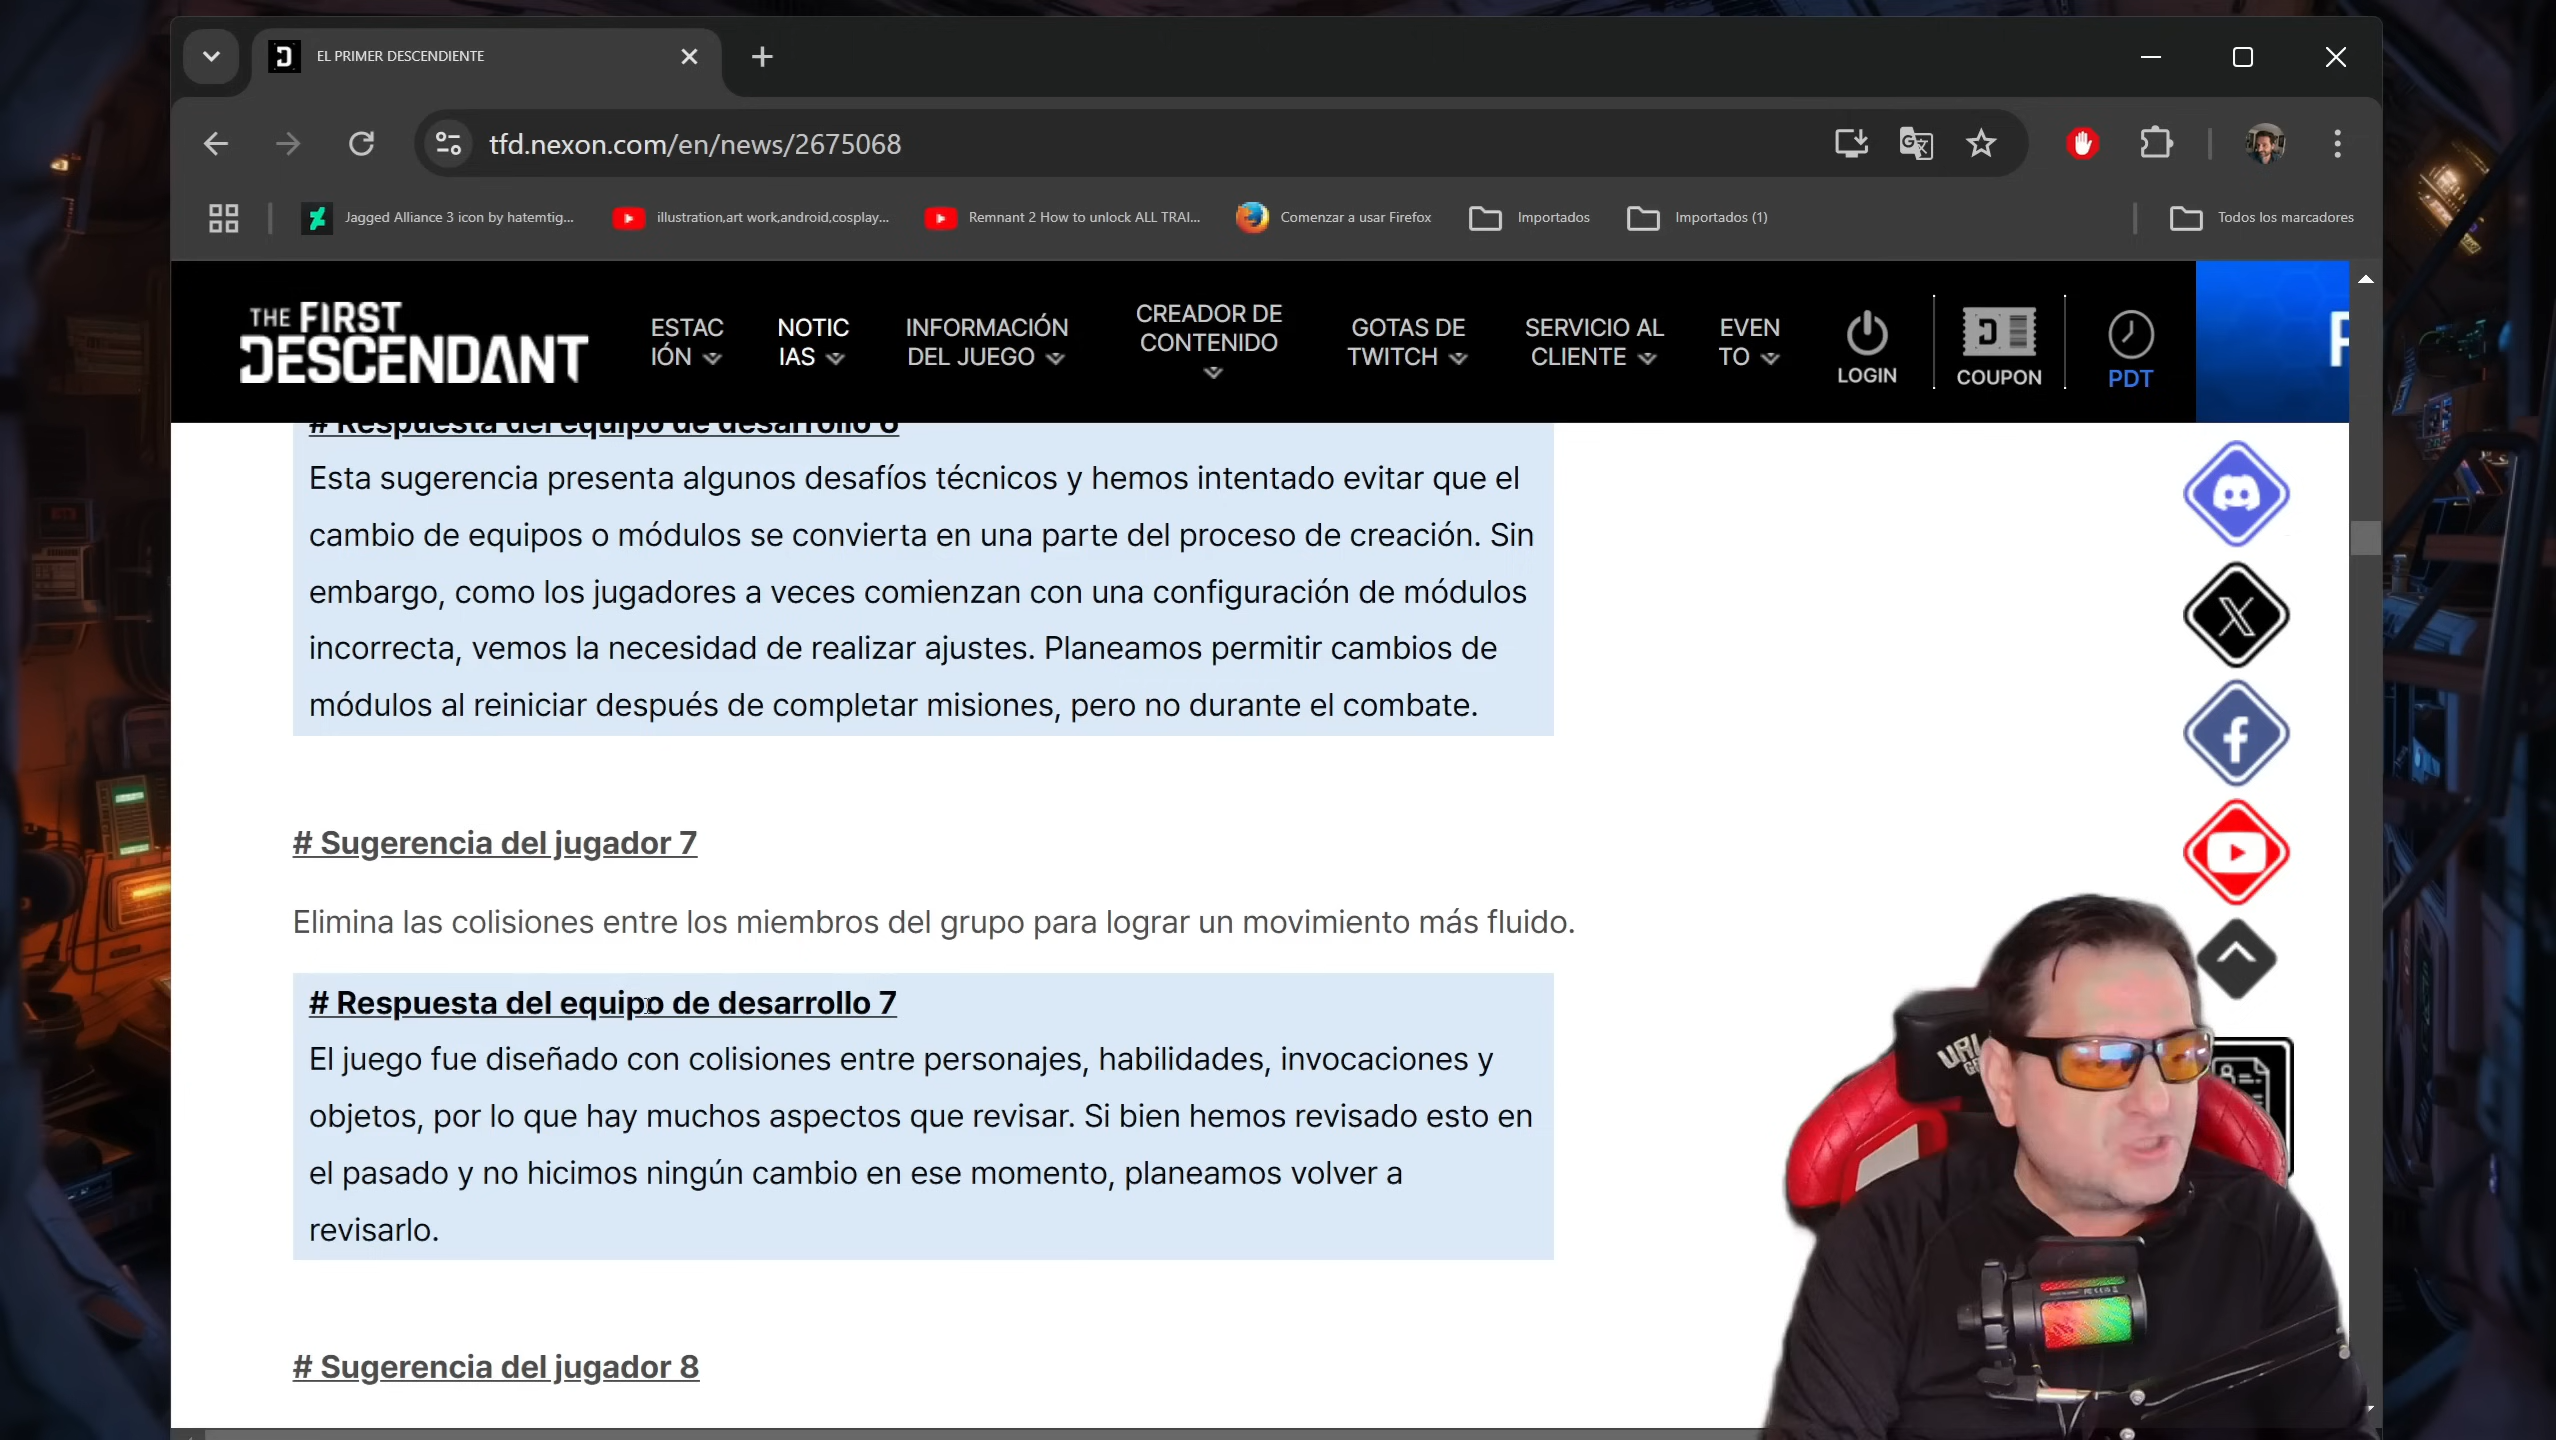 EL PRIMER DESCENDIENTE
tfd.nexon.com/en/news/2675068
Jagged Alliance 3 icon by hatemtig...
illustration,art work,android,cosplay...
Remnant 2 How to unlock ALL TRAI...
Comenzar a usar Firefox
Importados
Importados (1)
Todos los marcadores
THE FIRST
DESCENDANT
ESTAC
IÓN
NOTIC
IAS
INFORMACIÓN
DEL JUEGO
CREADOR DE
CONTENIDO
GOTAS DE
TWITCH
SERVICIO AL
CLIENTE
EVEN
TO
LOGIN
COUPON
PDT
# Respuesta del equipo de desarrollo 6
Esta sugerencia presenta algunos desafíos técnicos y hemos intentado evitar que el
cambio de equipos o módulos se convierta en una parte del proceso de creación. Sin
embargo, como los jugadores a veces comienzan con una configuración de módulos
incorrecta, vemos la necesidad de realizar ajustes. Planeamos permitir cambios de
módulos al reiniciar después de completar misiones, pero no durante el combate.
# Sugerencia del jugador 7
Elimina las colisiones entre los miembros del grupo para lograr un movimiento más fluido.
# Respuesta del equipo de desarrollo 7
El juego fue diseñado con colisiones entre personajes, habilidades, invocaciones y
objetos, por lo que hay muchos aspectos que revisar. Si bien hemos revisado esto en
el pasado y no hicimos ningún cambio en ese momento, planeamos volver a
revisarlo.
# Sugerencia del jugador 8